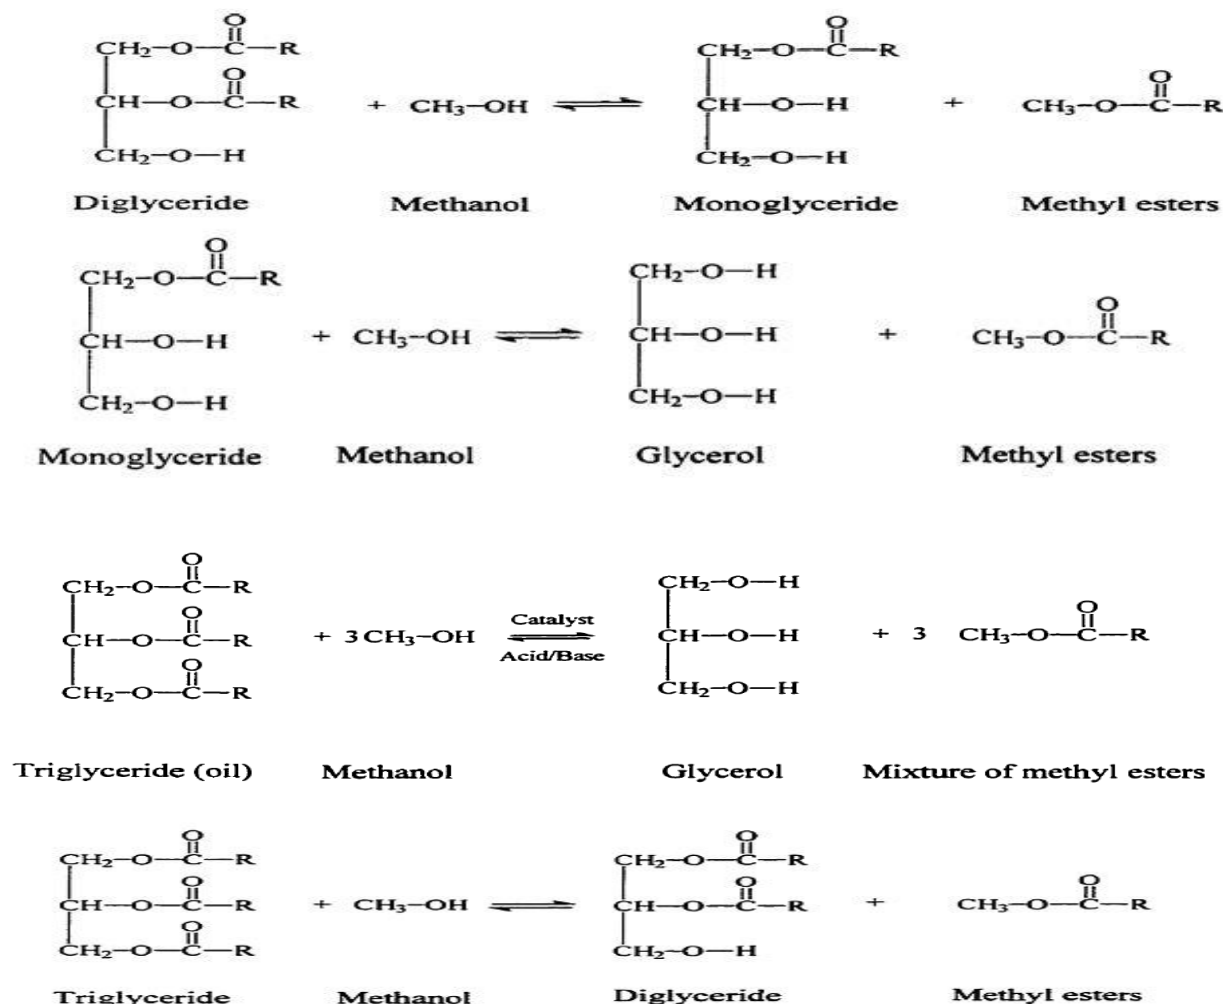 O
CH2-O-C-R
O
CH-O-C-R + CH3-OH ⇌ CH-O-H + CH3-O-C-R
CH2-O-H
O
CH2-O-C-R
O
CH2-O-H
Diglyceride Methanol Monoglyceride Methyl esters
O
CH2-O-C-R CH2-O-H
O
CH-O-H + CH3-OH ⇌ CH-O-H + CH3-O-C-R
CH2-O-H CH2-O-H
Monoglyceride Methanol Glycerol Methyl esters
O
CH2-O-C-R CH2-O-H
O Catalyst O
CH-O-C-R + 3CH3-OH ⇌ CH-O-H + 3 CH3-O-C-R
O Acid/Base
CH2-O-C-R CH2-O-H
Triglyceride (oil) Methanol Glycerol Mixture of methyl esters
O O
CH2-O-C-R CH2-O-C-R
O O O
CH-O-C-R + CH3-OH ⇌ CH-O-C-R + CH3-O-C-R
O
CH2-O-C-R CH2-O-H
Triglyceride Methanol Diglyceride Methyl esters